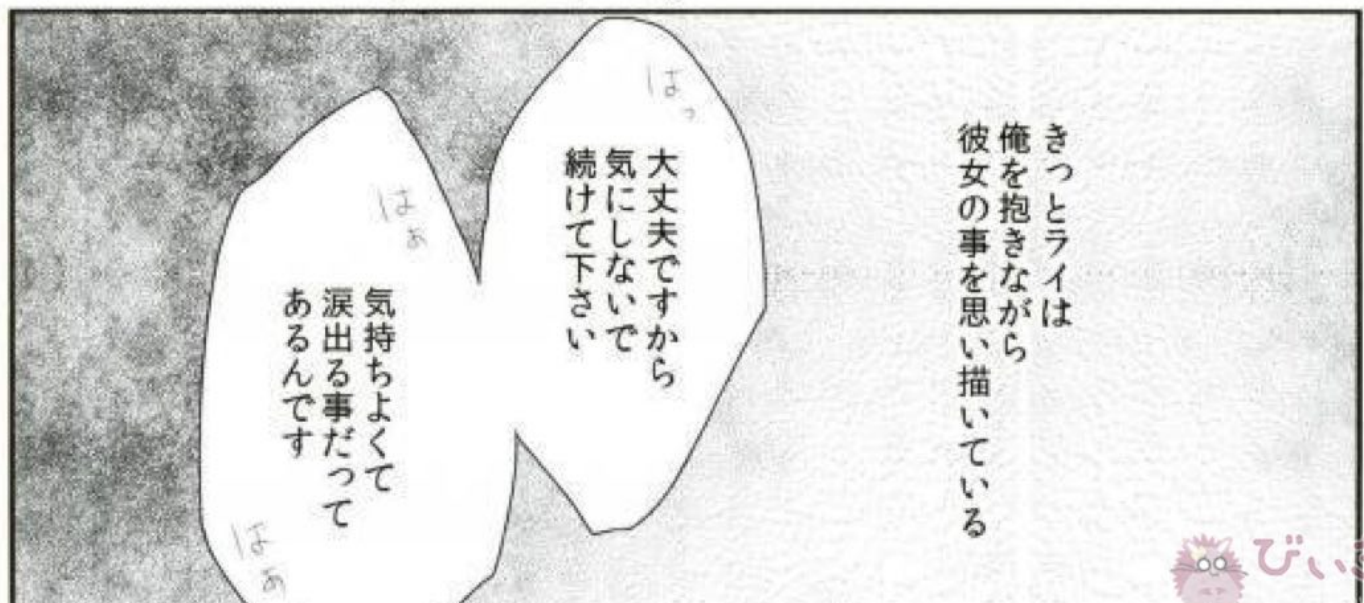 きっとライは
俺を抱きながら
彼女の事を思い描いている
はっ
大丈夫ですから
気にしないで
続けて下さい
はぁ
気持ちよくて
涙出る事だって
あるんです
はぁ
びぃ